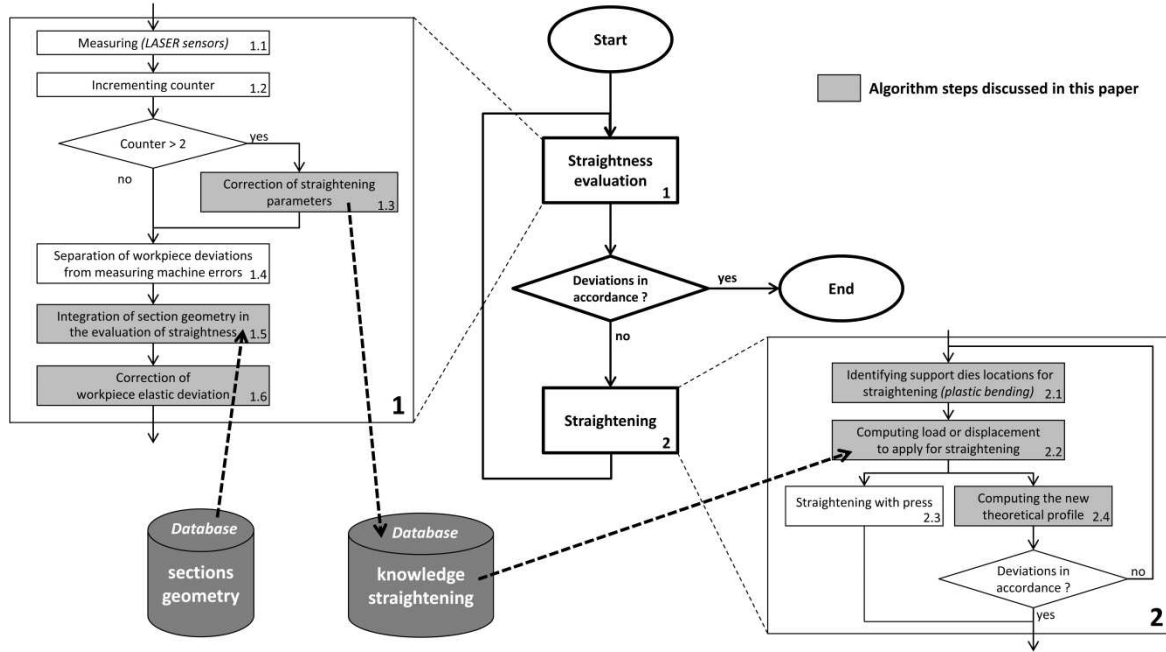 Measuring (LASER sensors)
1.1
Incrementing counter
1.2
Counter > 2
yes
no
Correction of straightening
parameters
1.3
Separation of workpiece deviations
from measuring machine errors
1.4
Integration of section geometry in
the evaluation of straightness
1.5
Correction of
workpiece elastic deviation
1.6
1
Start
Straightness
evaluation
1
Deviations in
accordance ?
yes
End
no
Straightening
2
Algorithm steps discussed in this paper
Identifying support dies locations for
straightening (plastic bending)
2.1
Computing load or displacement
to apply for straightening
2.2
Straightening with press
2.3
Computing the new
theoretical profile
2.4
Deviations in
accordance ?
no
yes
2
Database
sections
geometry
Database
knowledge
straightening